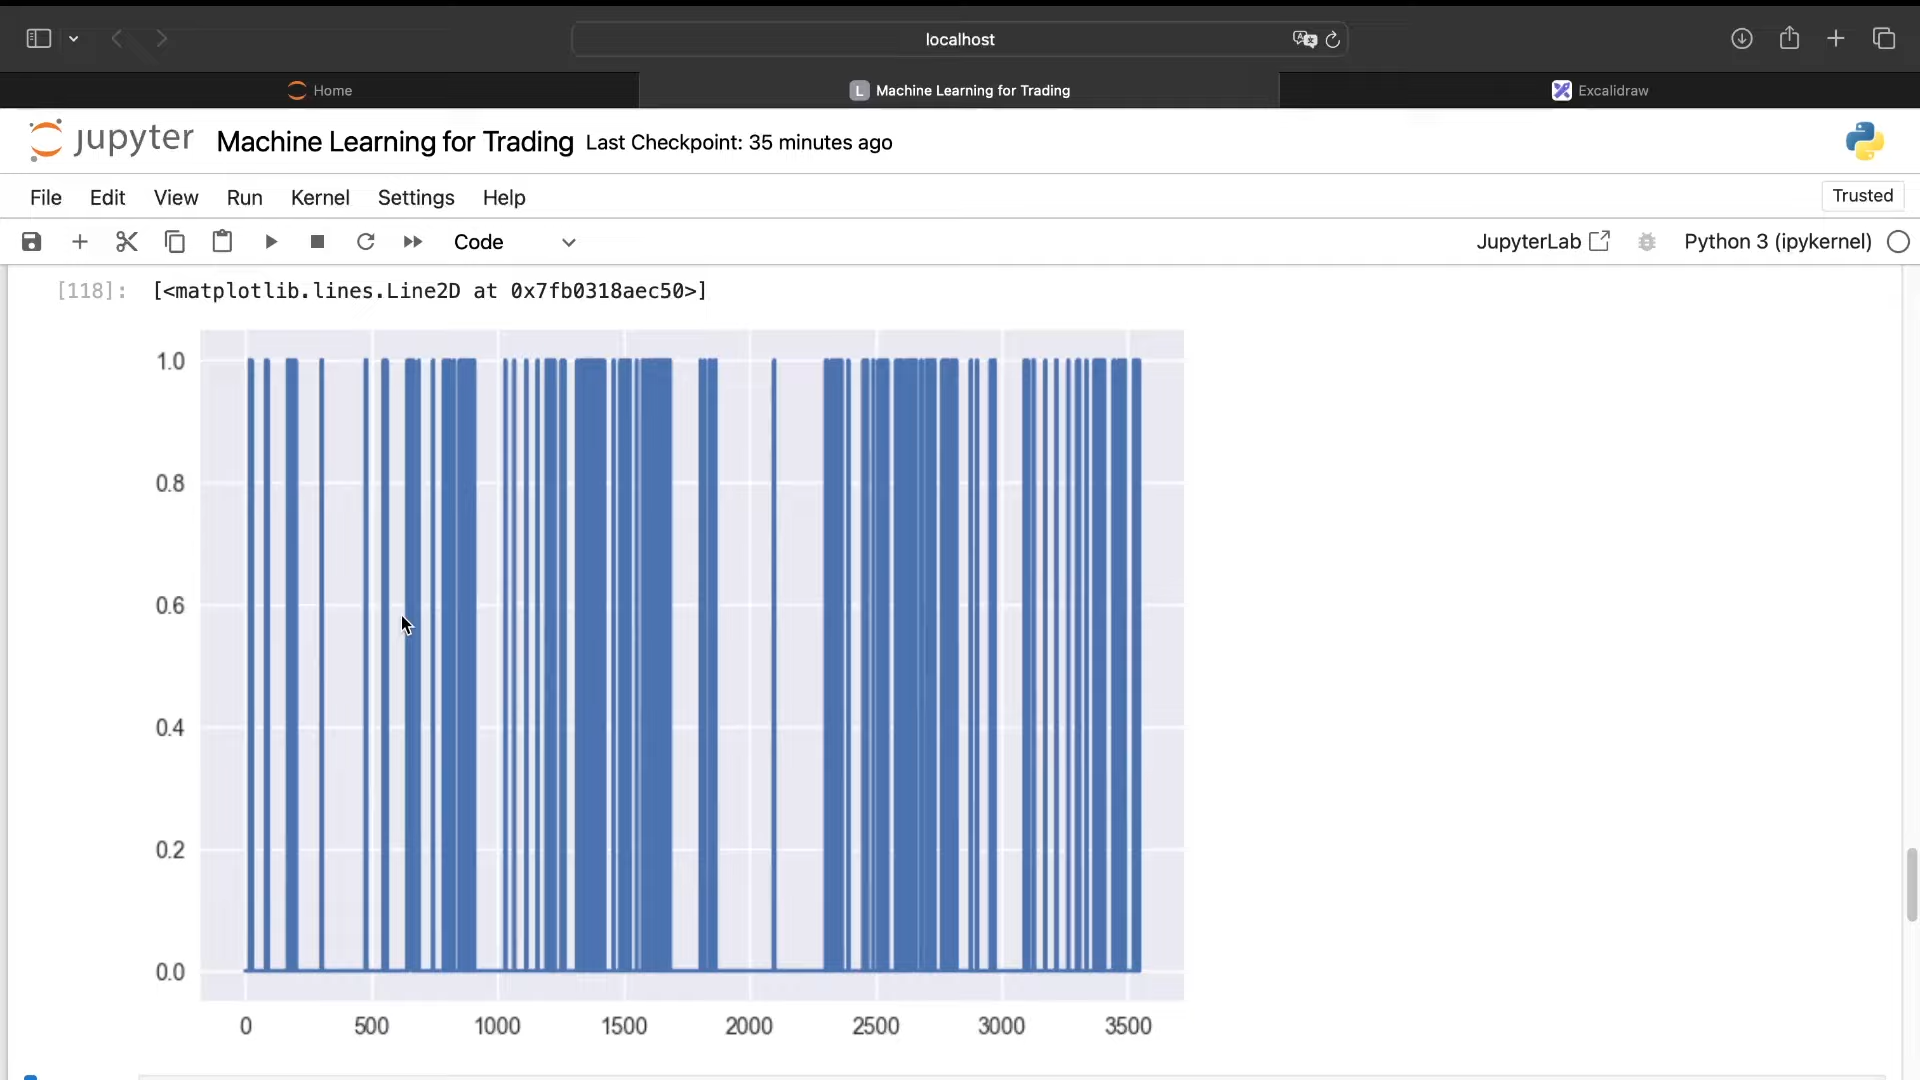 localhost
Home
L Machine Learning for Trading
Excalidraw
jupyter Machine Learning for Trading Last Checkpoint: 35 minutes ago
File Edit View Run Kernel Settings Help
Trusted
Code
JupyterLab
Python 3 (ipykernel)
[118]: [<matplotlib.lines.Line2D at 0x7fb0318aec50>]
1.0
0.8
0.6
0.4
0.2
0.0
0 500 1000 1500 2000 2500 3000 3500